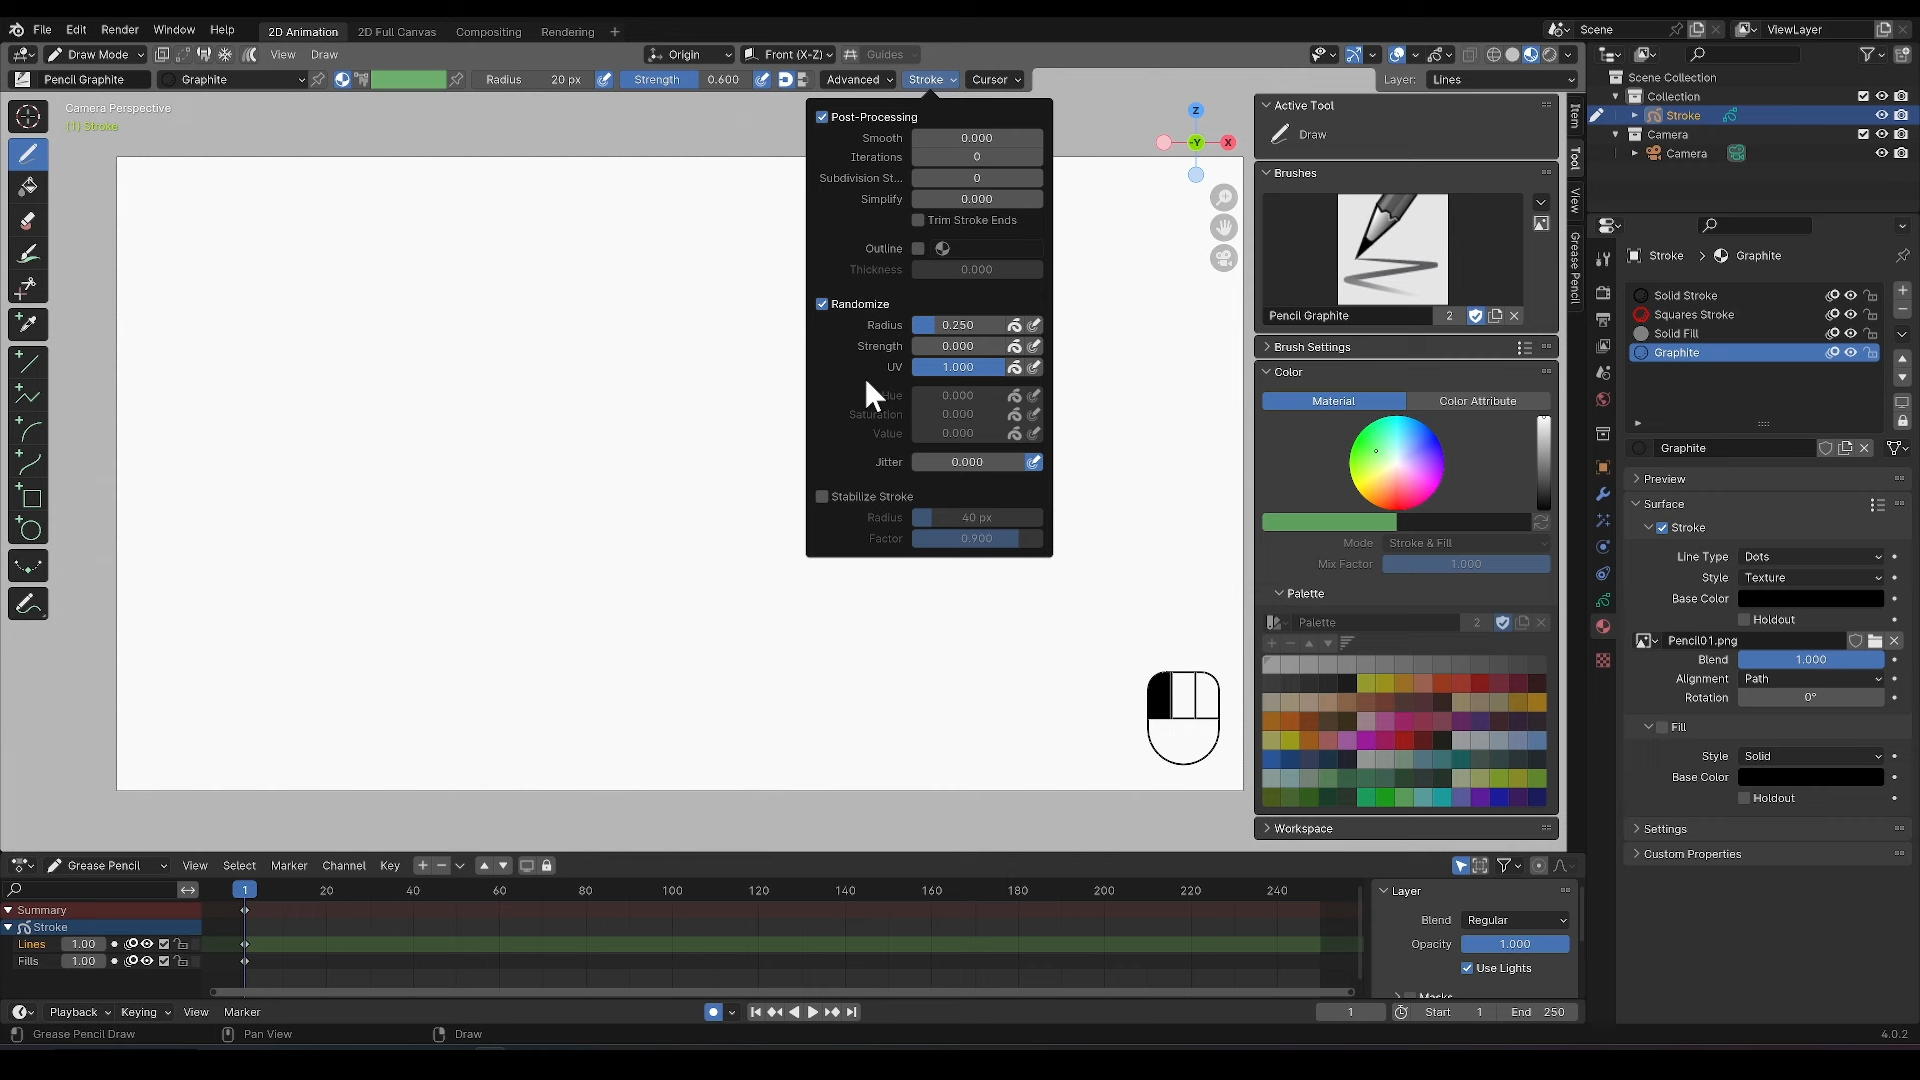 File Edit Render Window Help 2D Animation 2D Full Canvas Compositing Rendering + Scene ViewLayer
Draw Mode View Draw Origin Front (X-Z) Guides
Pencil Graphite Graphite Radius 20 px Strength 0.600 Advanced Stroke Cursor Layer: Lines
Camera Perspective
(1) Stroke
Post-Processing
Smooth 0.000
Iterations 0
Subdivision St... 0
Simplify 0.000
Trim Stroke Ends
Outline
Thickness 0.000
Randomize
Radius 0.250
Strength 0.000
UV 1.000
0.000
Saturation 0.000
Value 0.000
Jitter 0.000
Stabilize Stroke
Radius 40 px
Factor 0.900
Z
-Y X
Active Tool
Draw
Brushes
Pencil Graphite 2
Brush Settings
Color
Material Color Attribute
Mode Stroke & Fill
Mix Factor 1.000
Palette
Palette 2
Workspace
Item
Tool
View
Grease Pencil
Scene Collection
Collection
Stroke
Camera
Camera
Stroke > Graphite
Solid Stroke
Squares Stroke
Solid Fill
Graphite
Graphite
Preview
Surface
Stroke
Line Type Dots
Style Texture
Base Color
Holdout
Pencil01.png
Blend 1.000
Alignment Path
Rotation 0°
Fill
Style Solid
Base Color
Holdout
Settings
Custom Properties
Grease Pencil View Select Marker Channel Key
1 20 40 60 80 100 120 140 160 180 200 220 240
Summary
Stroke
Lines 1.00
Fills 1.00
Layer
Blend Regular
Opacity 1.000
Use Lights
Masks
Playback Keying View Marker 1 Start 1 End 250
Grease Pencil Draw Pan View Draw 4.0.2